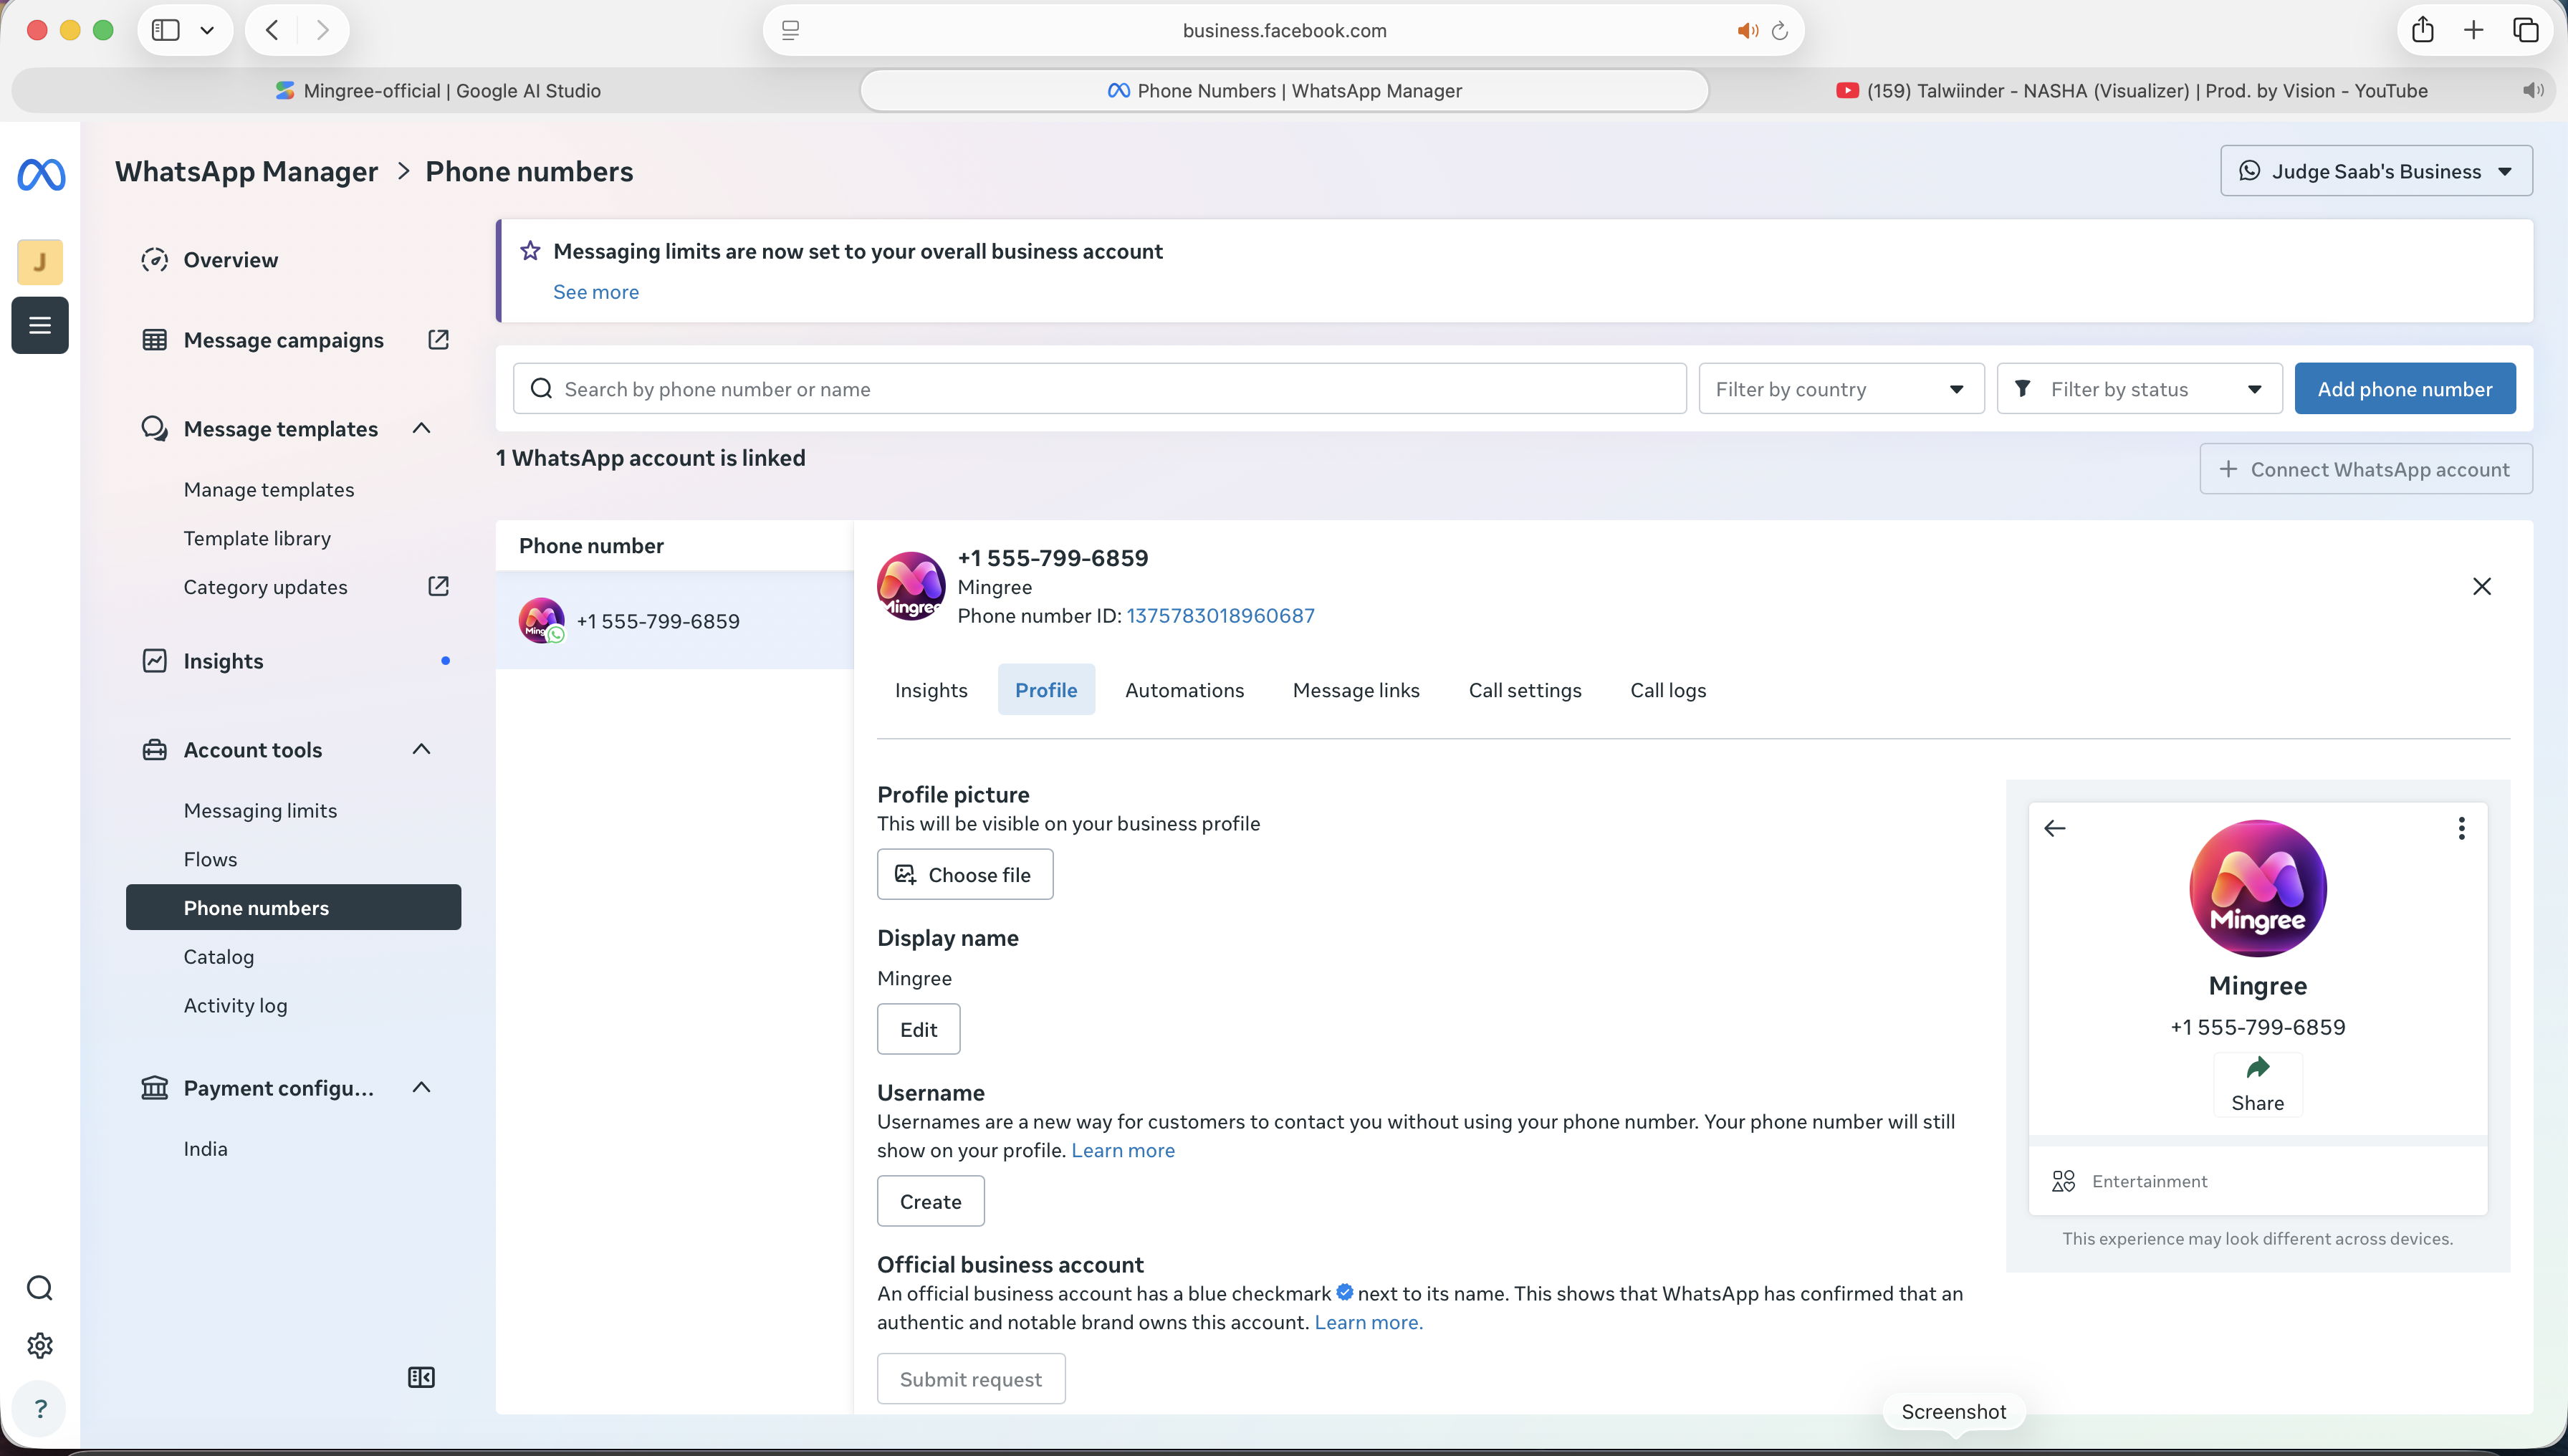 business.facebook.com
Mingree-official | Google AI Studio
Phone Numbers | WhatsApp Manager
(159) Talwiinder - NASHA (Visualizer) | Prod. by Vision - YouTube
WhatsApp Manager > Phone numbers
Judge Saab's Business
J
Overview
Message campaigns
Message templates
Manage templates
Template library
Category updates
Insights
Account tools
Messaging limits
Flows
Phone numbers
Catalog
Activity log
Payment configu...
India
?
Messaging limits are now set to your overall business account
See more
Search by phone number or name
Filter by country
Filter by status
Add phone number
1 WhatsApp account is linked
+ Connect WhatsApp account
Phone number
Mingree
+1 555-799-6859
Mingree
+1 555-799-6859
Mingree
Phone number ID: 1375783018960687
Insights
Profile
Automations
Message links
Call settings
Call logs
Profile picture
This will be visible on your business profile
Choose file
Display name
Mingree
Edit
Username
Usernames are a new way for customers to contact you without using your phone number. Your phone number will still
show on your profile. Learn more
Create
Official business account
An official business account has a blue checkmark next to its name. This shows that WhatsApp has confirmed that an
authentic and notable brand owns this account. Learn more.
Submit request
Mingree
Mingree
+1 555-799-6859
Share
Entertainment
This experience may look different across devices.
Screenshot